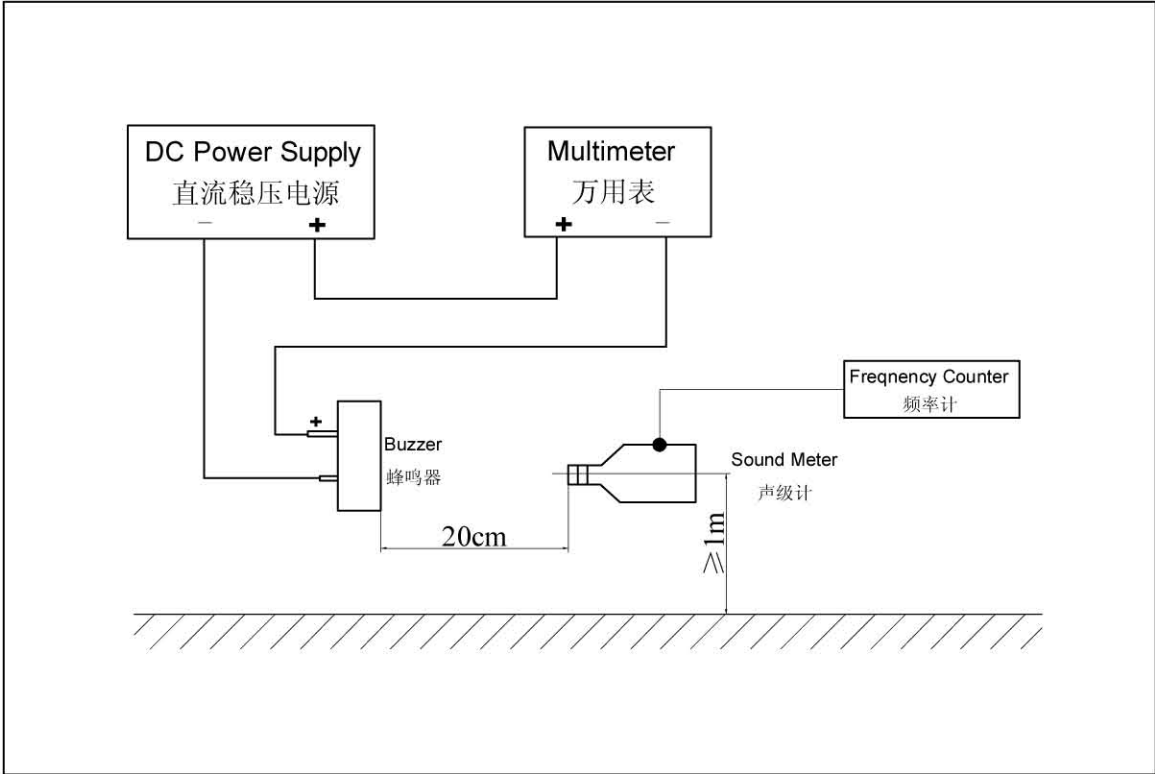 DC Power Supply
直流稳压电源
— +
Multimeter
万用表
+ —
Freqnency Counter
频率计
+
Buzzer
蜂鸣器
Sound Meter
声级计
20cm
≥1m